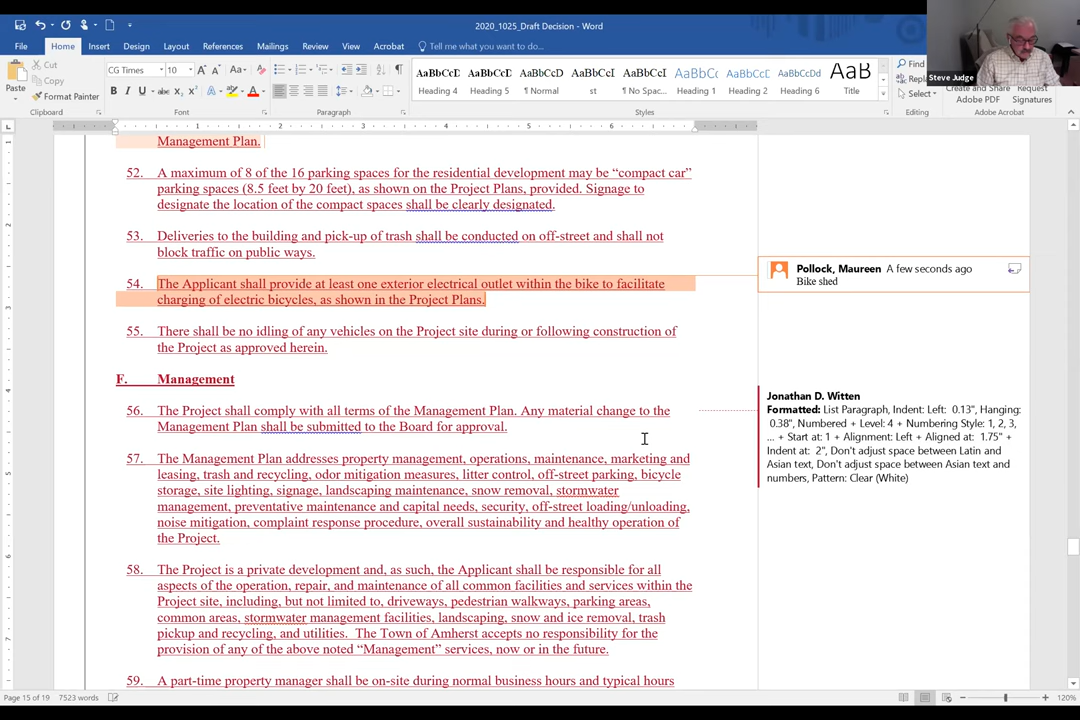 2020_1025_Draft Decision - Word
File Home Insert Design Layout References Mailings Review View Acrobat Tell me what you want to do...
Steve Judge
Paste
Cut
Copy
Format Painter
CG Times 10
AaBbCcD AaBbCcI
Heading 4 Heading 5 ¶ Normal st ¶ No Spac... Heading 1 Heading 2 Heading 6 Title
Find
Select
Create and Share Adobe PDF
Request Signatures
Clipboard Font Paragraph Styles Editing Adobe Acrobat
Management Plan.
52. A maximum of 8 of the 16 parking spaces for the residential development may be “compact car”
parking spaces (8.5 feet by 20 feet), as shown on the Project Plans, provided. Signage to
designate the location of the compact spaces shall be clearly designated.
53. Deliveries to the building and pick-up of trash shall be conducted on off-street and shall not
block traffic on public ways.
54. The Applicant shall provide at least one exterior electrical outlet within the bike to facilitate
charging of electric bicycles, as shown in the Project Plans.
55. There shall be no idling of any vehicles on the Project site during or following construction of
the Project as approved herein.
F. Management
56. The Project shall comply with all terms of the Management Plan. Any material change to the
Management Plan shall be submitted to the Board for approval.
57. The Management Plan addresses property management, operations, maintenance, marketing and
leasing, trash and recycling, odor mitigation measures, litter control, off-street parking, bicycle
storage, site lighting, signage, landscaping maintenance, snow removal, stormwater
management, preventative maintenance and capital needs, security, off-street loading/unloading,
noise mitigation, complaint response procedure, overall sustainability and healthy operation of
the Project.
58. The Project is a private development and, as such, the Applicant shall be responsible for all
aspects of the operation, repair, and maintenance of all common facilities and services within the
Project site, including, but not limited to, driveways, pedestrian walkways, parking areas,
common areas, stormwater management facilities, landscaping, snow and ice removal, trash
pickup and recycling, and utilities. The Town of Amherst accepts no responsibility for the
provision of any of the above noted “Management” services, now or in the future.
59. A part-time property manager shall be on-site during normal business hours and typical hours
Pollock, Maureen A few seconds ago
Bike shed
Jonathan D. Witten
Formatted: List Paragraph, Indent: Left: 0.13", Hanging:
0.38", Numbered + Level: 4 + Numbering Style: 1, 2, 3,
... + Start at: 1 + Alignment: Left + Aligned at: 1.75" +
Indent at: 2", Don't adjust space between Latin and
Asian text, Don't adjust space between Asian text and
numbers, Pattern: Clear (White)
Page 15 of 19 7523 words 120%